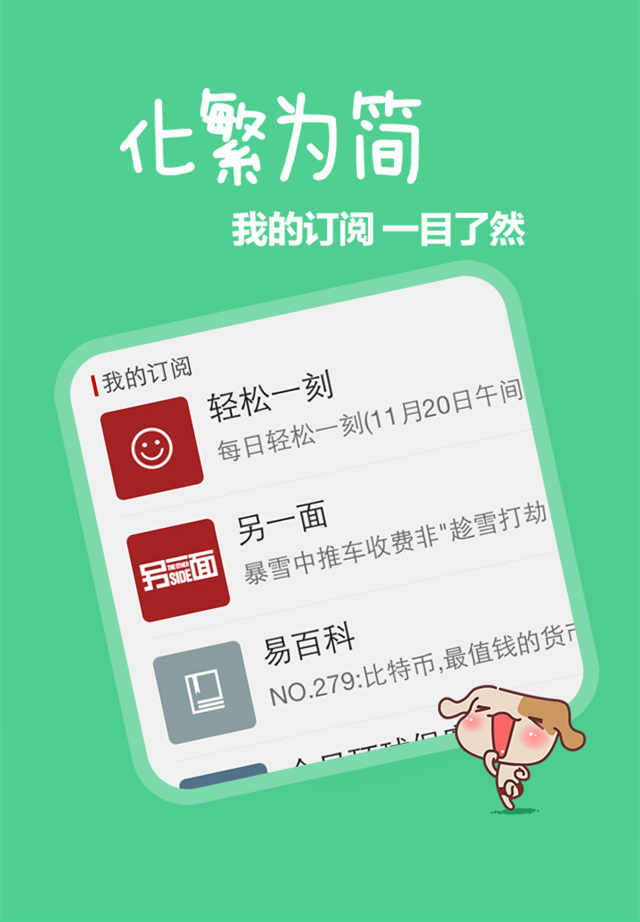 化繁为简
我的订阅 一目了然
我的订阅
轻松一刻
每日轻松一刻(11月20日午间
另一面
暴雪中推车收费非"趁雪打劫
另一面
THE OTHER
SIDE
易百科
NO.279:比特币,最值钱的货币